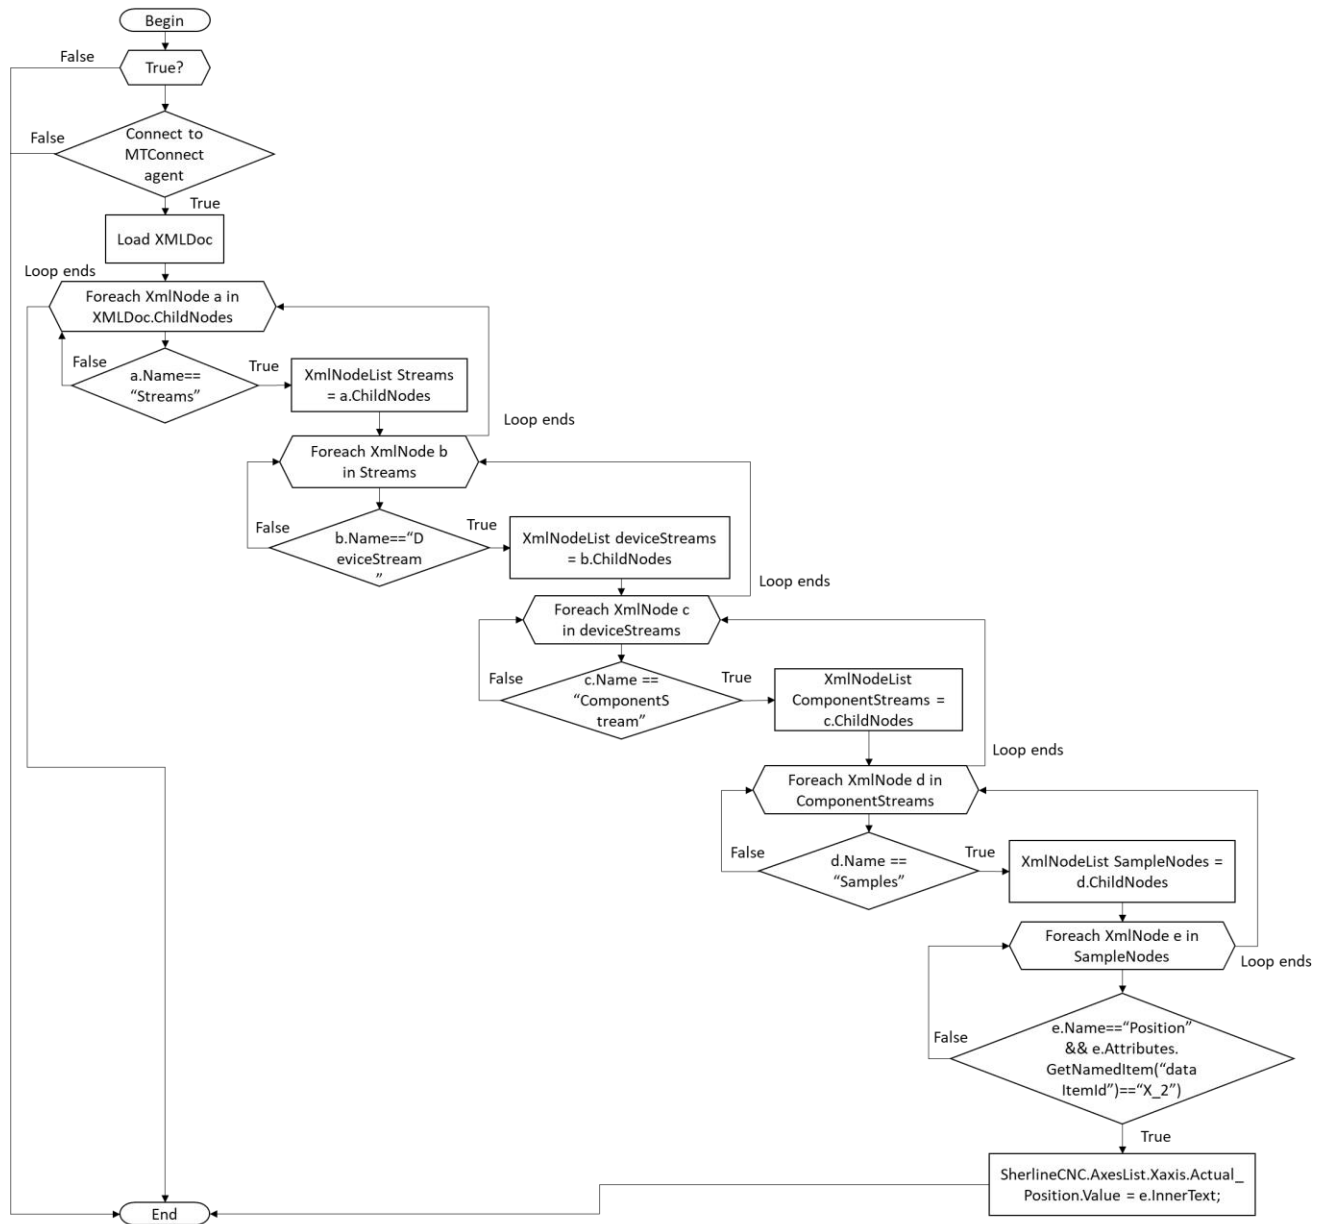 Begin
False
True?
False
Connect to
MTConnect
agent
True
Load XMLDoc
Loop ends
Foreach XmlNode a in
XMLDoc.ChildNodes
False
True
a.Name==
“Streams”
XmlNodeList Streams
= a.ChildNodes
Loop ends
Foreach XmlNode b
in Streams
False
True
b.Name==“D
eviceStream
”
XmlNodeList deviceStreams
= b.ChildNodes
Loop ends
Foreach XmlNode c
in deviceStreams
False
True
c.Name ==
“ComponentS
tream”
XmlNodeList
ComponentStreams =
c.ChildNodes
Loop ends
Foreach XmlNode d in
ComponentStreams
False
True
d.Name ==
“Samples”
XmlNodeList SampleNodes =
d.ChildNodes
Foreach XmlNode e in
SampleNodes
Loop ends
False
e.Name==“Position”
&& e.Attributes.
GetNamedItem(“data
ItemId”)==“X_2”)
True
SherlineCNC.AxesList.Xaxis.Actual_
Position.Value = e.InnerText;
End